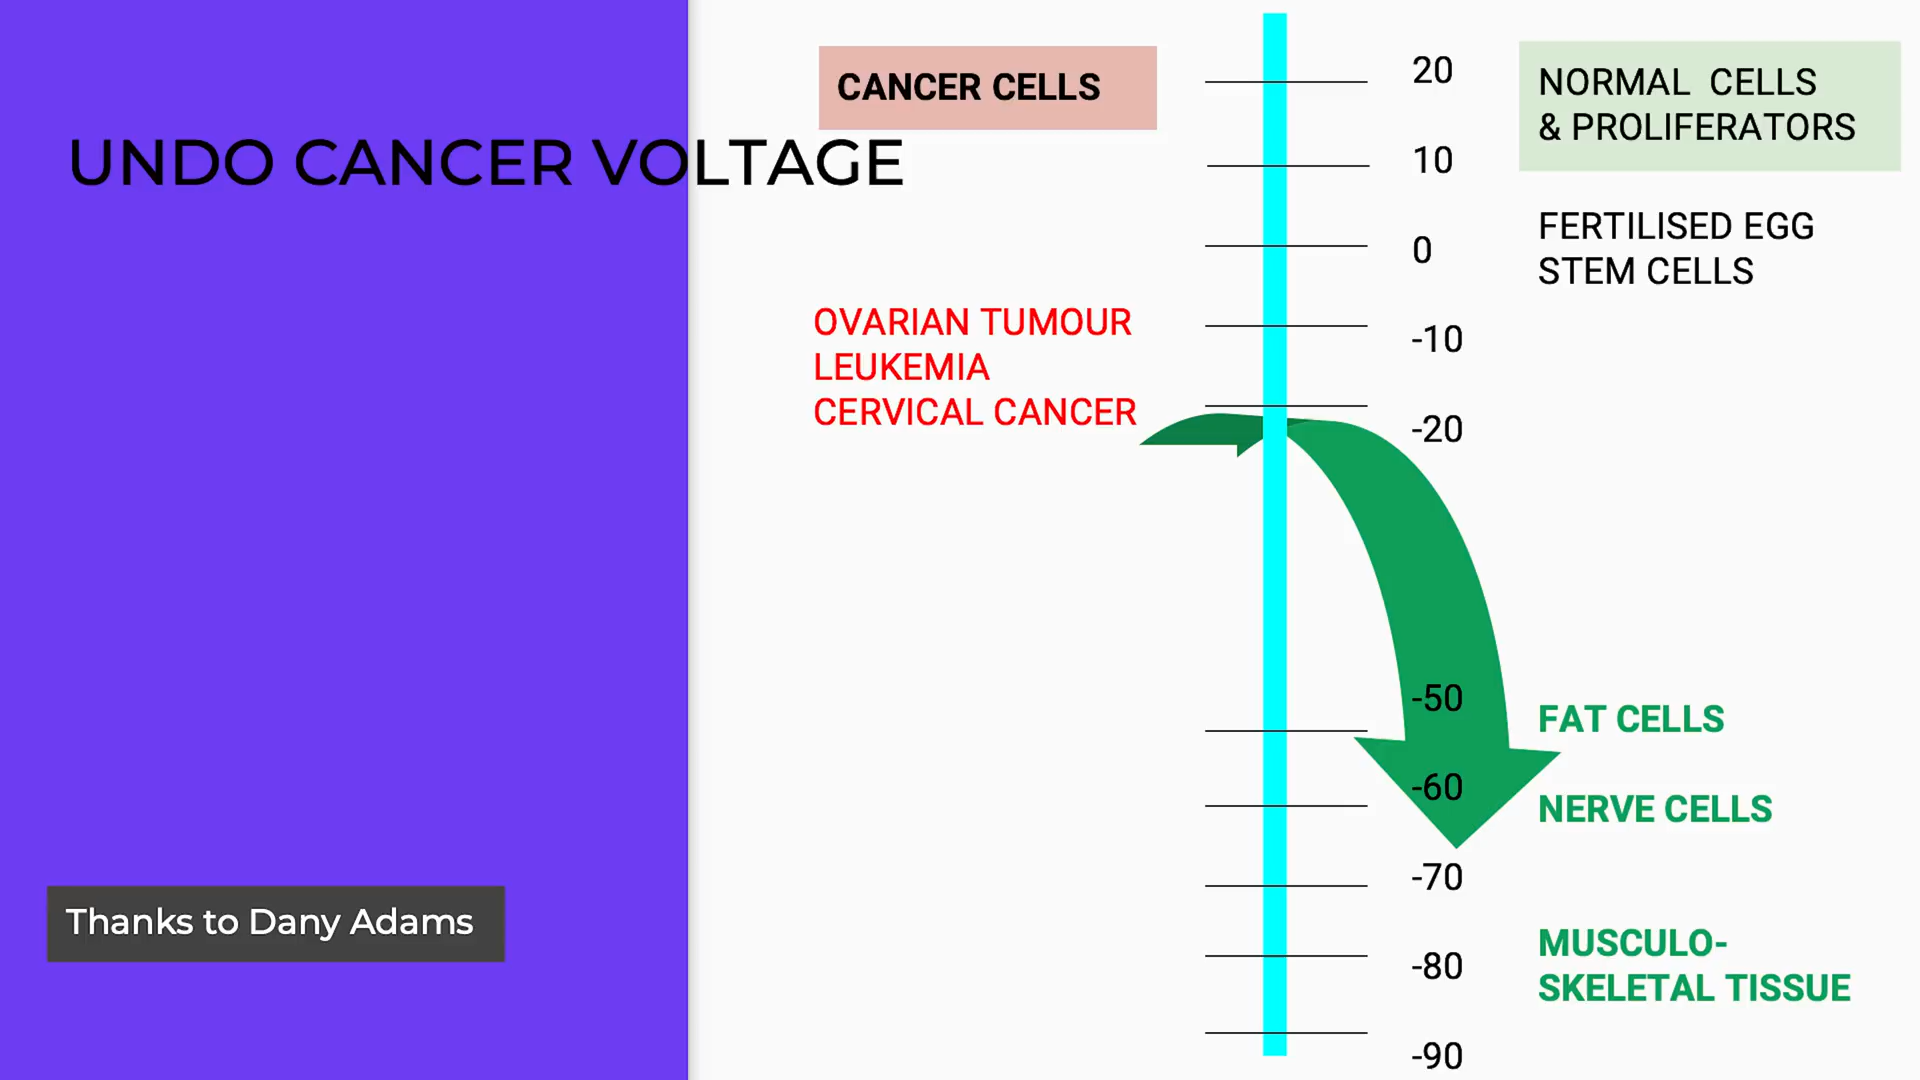 UNDO CANCER VOLTAGE
Thanks to Dany Adams
CANCER CELLS
OVARIAN TUMOUR
LEUKEMIA
CERVICAL CANCER
20
10
0
-10
-20
-50
-60
-70
-80
-90
NORMAL CELLS
& PROLIFERATORS
FERTILISED EGG
STEM CELLS
FAT CELLS
NERVE CELLS
MUSCULO-
SKELETAL TISSUE